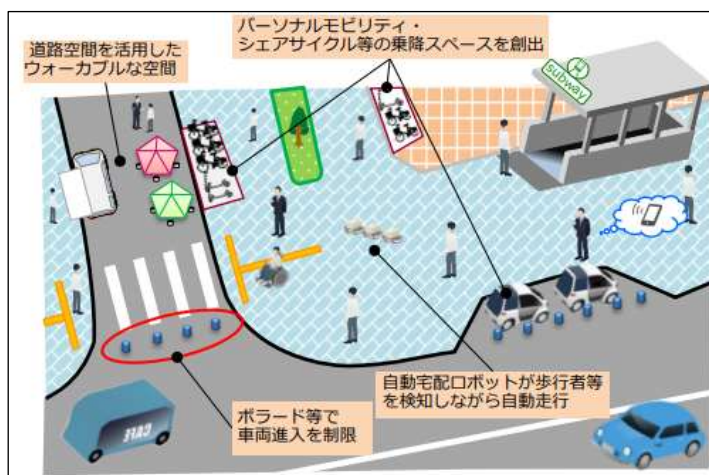 パーソナルモビリティ・
シェアサイクル等の乗降スペースを創出
道路空間を活用した
ウォーカブルな空間
subway
自動宅配ロボットが歩行者等
を検知しながら自動走行
ボラード等で
車両進入を制限
CAFE